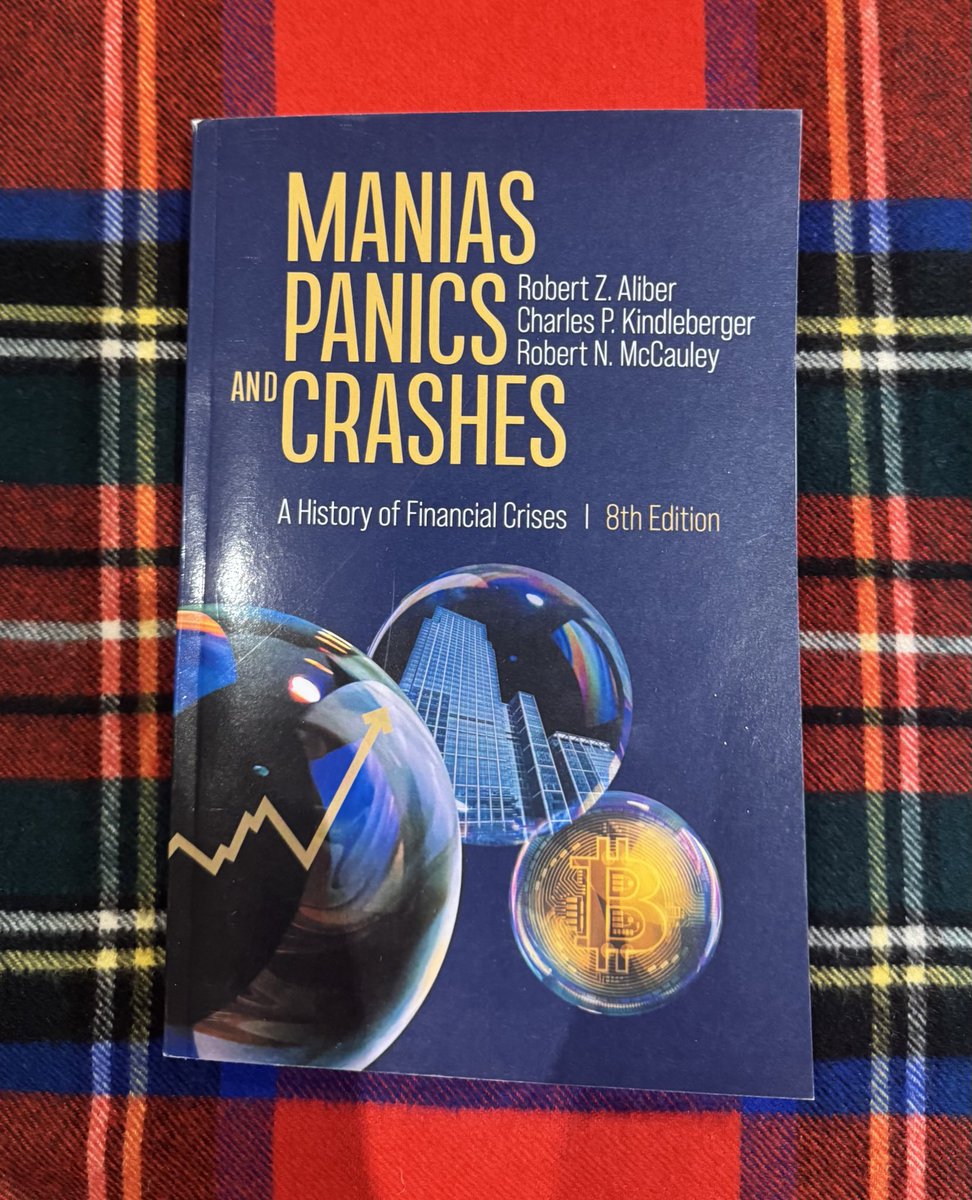 MANIAS
PANICS
AND CRASHES
Robert Z. Aliber
Charles P. Kindleberger
Robert N. McCauley
A History of Financial Crises | 8th Edition
B